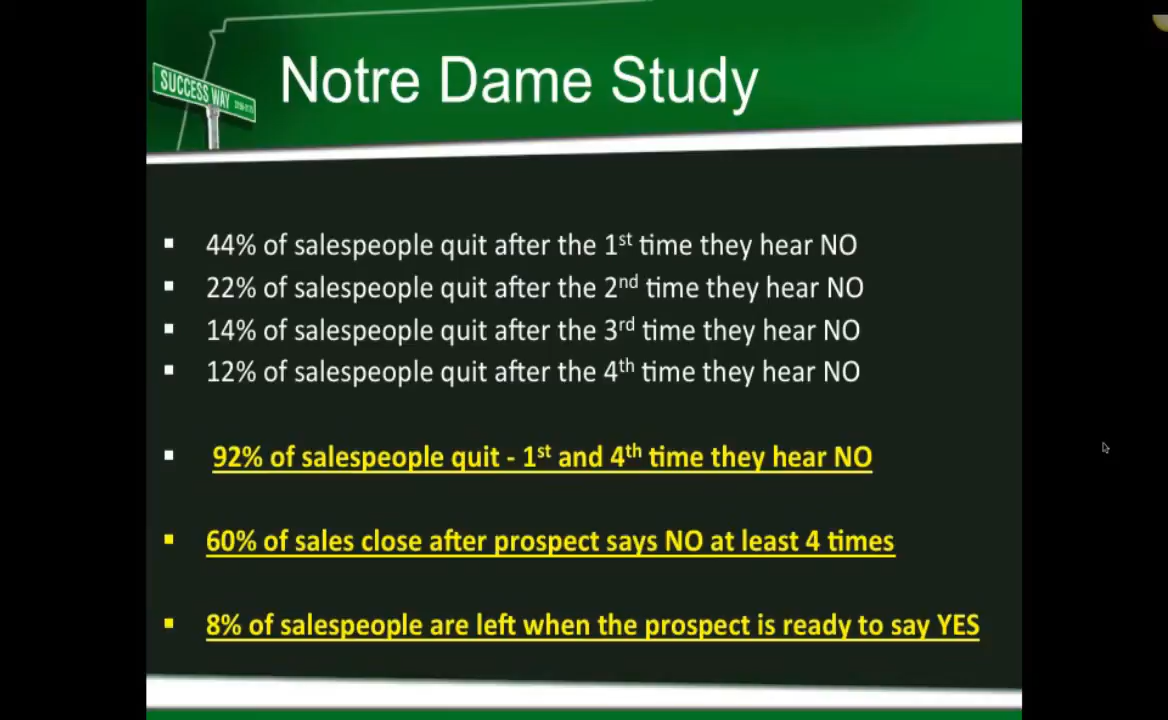 Notre Dame Study
SUCCESS WAY
▪ 44% of salespeople quit after the 1st time they hear NO
▪ 22% of salespeople quit after the 2nd time they hear NO
▪ 14% of salespeople quit after the 3rd time they hear NO
▪ 12% of salespeople quit after the 4th time they hear NO
▪ 92% of salespeople quit - 1st and 4th time they hear NO
▪ 60% of sales close after prospect says NO at least 4 times
▪ 8% of salespeople are left when the prospect is ready to say YES